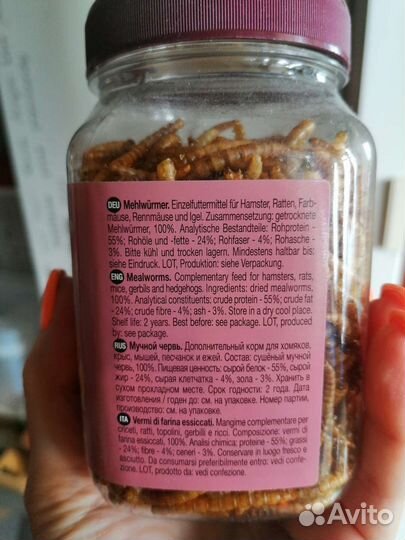 DEU Mehlwürmer. Einzelfuttermittel für Hamster, Ratten, Farb-
mäuse, Rennmäuse und Igel. Zusammensetzung: getrocknete
Mehlwürmer, 100%. Analytische Bestandteile: Rohprotein -
55%; Rohöle und -fette - 24%; Rohfaser - 4%; Rohasche -
3%. Bitte kühl und trocken lagern. Mindestens haltbar bis:
siehe Eindruck. LOT, Produktion: siehe Verpackung.
ENG Mealworms. Complementary feed for hamsters, rats,
mice, gerbils and hedgehogs. Ingredients: dried mealworms,
100%. Analytical constituents: crude protein - 55%; crude fat
- 24%; crude fibre - 4%; ash - 3%. Store in a dry cool place.
Shelf life: 2 years. Best before: see package. LOT, produced
by: see package.
RUS Мучной червь. Дополнительный корм для хомяков,
крыс, мышей, песчанок и ежей. Состав: сушёный мучной
червь, 100%. Пищевая ценность: сырой белок - 55%, сырой
жир - 24%, сырая клетчатка - 4%, зола - 3%. Хранить в
сухом прохладном месте. Срок годности: 2 года. Дата
изготовления / годен до: см. на упаковке. Номер партии,
производство: см. на упаковке.
ITA Vermi di farina essiccati. Mangime complementare per
criceti, ratti, topolini, gerbilli e ricci. Composizione: vermi di
farina essiccati, 100%. Analisi chimica: proteine - 55%; grassi
- 24%; fibre - 4%; ceneri - 3%. Conservare in luogo fresco e
asciutto. Da consumarsi preferibilmente entro: vedi confe-
zione. LOT, prodotto da: vedi confezione.
Avito